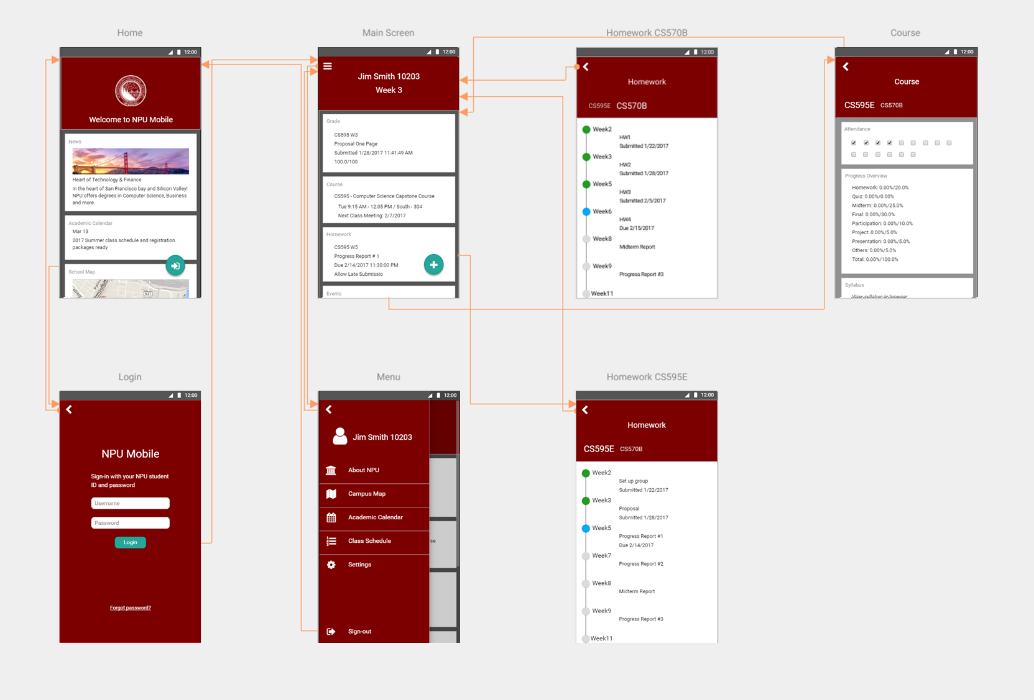 Home
12:00
Welcome to NPU Mobile
News
Heart of Technology & Finance
In the heart of San Francisco bay and Silicon Valley!
NPU offers degrees in Computer Science, Business
and more.
Academic Calendar
Mar 13
2017 Summer class schedule and registration
packages ready
School Map
Main Screen
12:00
Jim Smith 10203
Week 3
Grade
CS595 W3
Proposal One Page
Submitted 1/28/2017 11:41:49 AM
100.0/100
Course
CS595 - Computer Science Capstone Course
Tue 9:15 AM - 12:05 PM / South - 304
Next Class Meeting: 2/7/2017
Homework
CS595 W5
Progress Report # 1
Due 2/14/2017 11:30:00 PM
Allow Late Submissio
Events
Homework CS570B
12:00
Homework
CS595E CS570B
Week2
HW1
Submitted 1/22/2017
Week3
HW2
Submitted 1/28/2017
Week5
HW3
Submitted 2/5/2017
Week6
HW4
Due 2/15/2017
Week8
Midterm Report
Week9
Progress Report #3
Week11
Course
12:00
Course
CS595E CS570B
Attendance
Progress Overview
Homework: 0.00%/20.0%
Quiz: 0.00%/0.00%
Midterm: 0.00%/25.0%
Final: 0.00%/30.0%
Participation: 0.00%/10.0%
Project: 0.00%/5.0%
Presentation: 0.00%/5.0%
Others: 0.00%/5.0%
Total: 0.00%/100.0%
Syllabus
View syllabus in browser
Login
12:00
NPU Mobile
Sign-in with your NPU student
ID and password
Username
Password
Login
Forgot password?
Menu
12:00
Jim Smith 10203
About NPU
Campus Map
Academic Calendar
Class Schedule
Settings
Sign-out
Homework CS595E
12:00
Homework
CS595E CS570B
Week2
Set up group
Submitted 1/22/2017
Week3
Proposal
Submitted 1/28/2017
Week5
Progress Report #1
Due 2/14/2017
Week7
Progress Report #2
Week8
Midterm Report
Week9
Progress Report #3
Week11